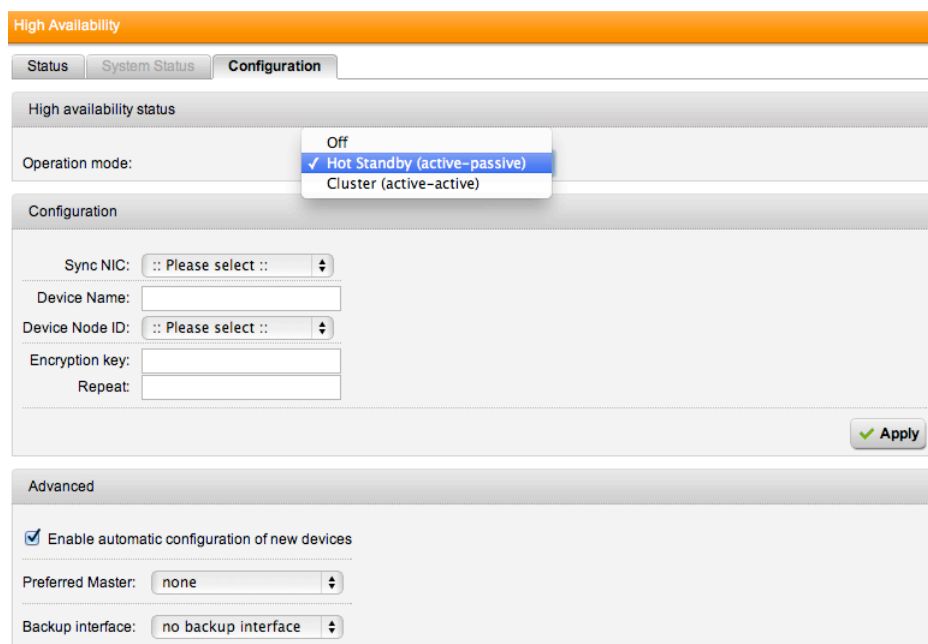 High Availability
Status System Status Configuration
High availability status
Operation mode:
Off
✓ Hot Standby (active-passive)
Cluster (active-active)
Configuration
Sync NIC: :: Please select ::
Device Name:
Device Node ID: :: Please select ::
Encryption key:
Repeat:
Apply
Advanced
Enable automatic configuration of new devices
Preferred Master: none
Backup interface: no backup interface